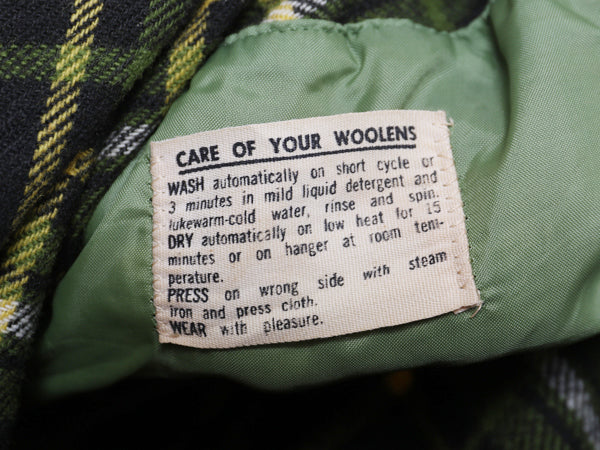 CARE OF YOUR WOOLENS
WASH automatically on short cycle or
3 minutes in mild liquid detergent and
lukewarm-cold water, rinse and spin.
DRY automatically on low heat for 15
minutes or on hanger at room tem-
perature.
PRESS on wrong side with steam
iron and press cloth.
WEAR with pleasure.